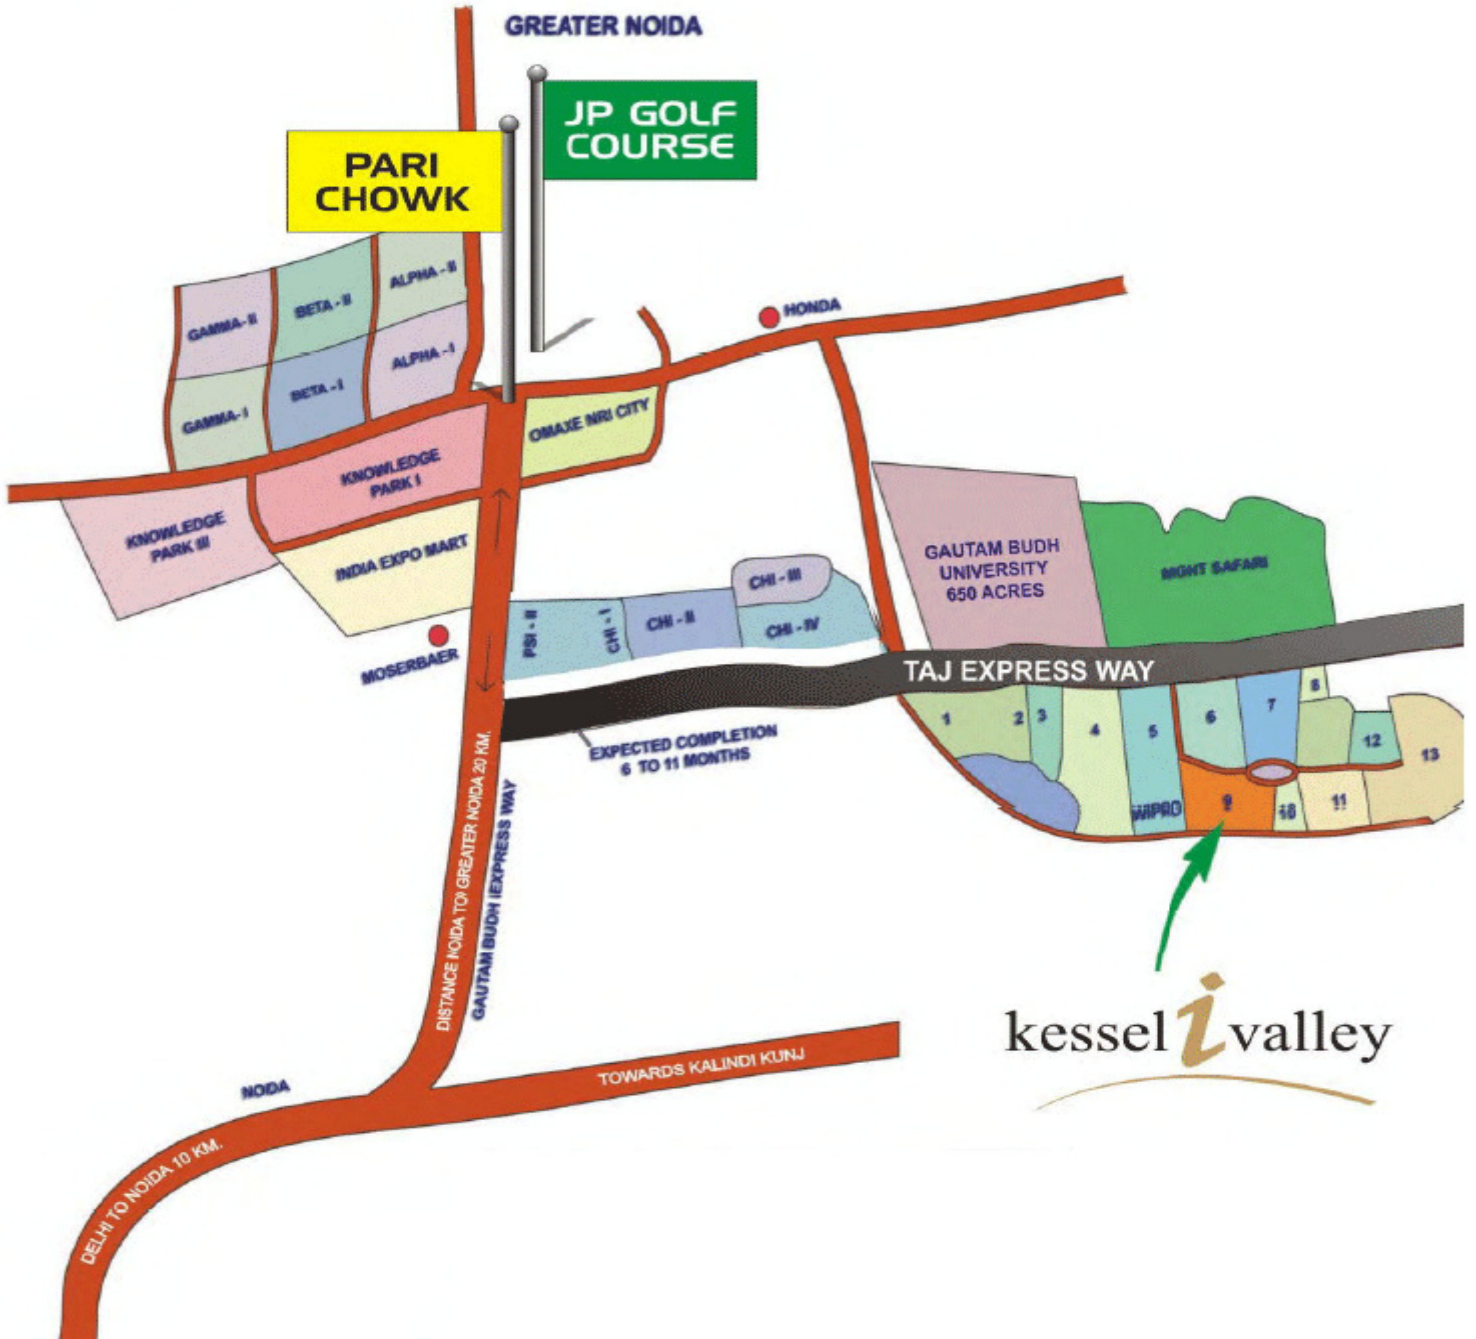 GREATER NOIDA
JP GOLF
COURSE
PARI
CHOWK
GAMMA- II
BETA - II
ALPHA - II
GAMMA- I
BETA - I
ALPHA - I
HONDA
OMAXE NRI CITY
KNOWLEDGE
PARK I
KNOWLEDGE
PARK III
INDIA EXPO MART
MOSERBAER
PSI - II
CHI - I
CHI - II
CHI - III
CHI - IV
GAUTAM BUDH
UNIVERSITY
650 ACRES
MGHT SAFARI
TAJ EXPRESS WAY
EXPECTED COMPLETION
6 TO 11 MONTHS
1
2
3
4
5
WIPRO
6
7
8
9
10
11
12
13
DISTANCE NOIDA TO GREATER NOIDA 20 KM.
GAUTAM BUDH EXPRESS WAY
kessel i valley
TOWARDS KALINDI KUNJ
NOIDA
DELHI TO NOIDA 10 KM.